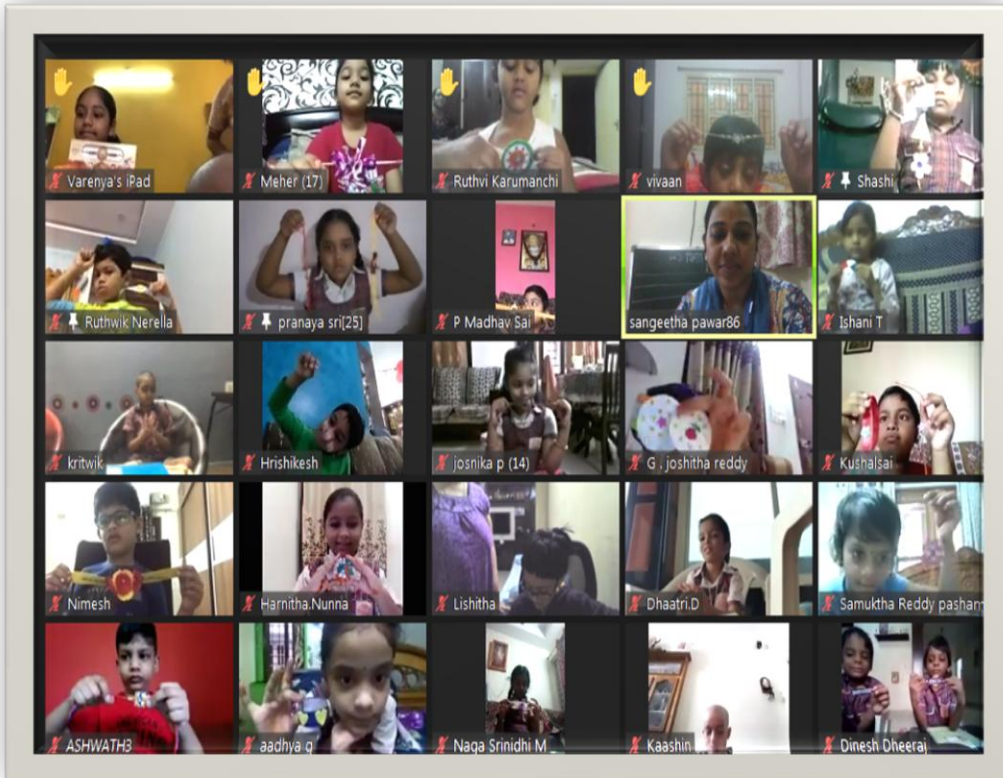 Varenya's iPad
Meher (17)
Ruthvi Karumanchi
vivaan
Shashi
Ruthwik Nerella
pranaya sri[25]
P Madhav Sai
sangeetha pawar86
Ishani T
kritwik
Hrishikesh
josnika p (14)
G . joshitha reddy
Kushalsai
Nimesh
Harnitha.Nunna
Lishitha
Dhaatri.D
Samuktha Reddy pasham
ASHWATH3
aadhya g
Naga Srinidhi M
Kaashin
Dinesh Dheeraj